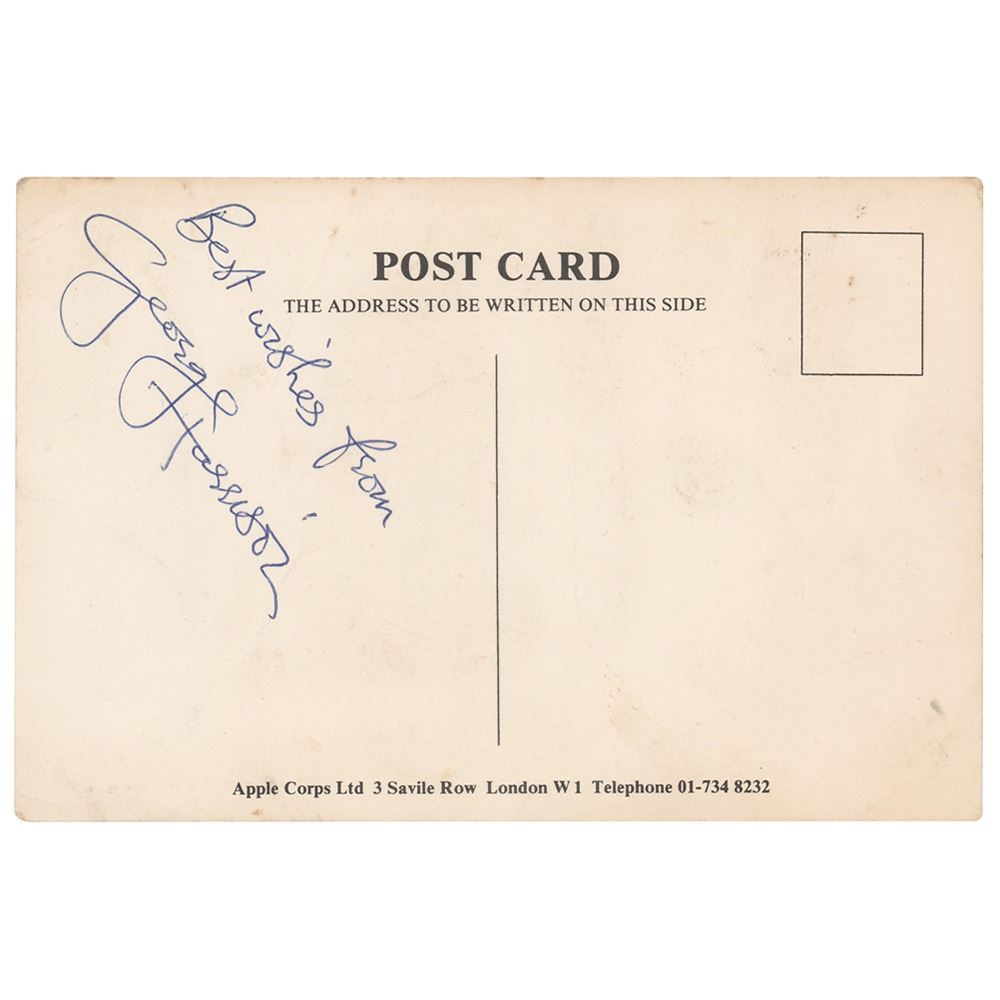 Best wishes from
George Harrison
POST CARD
THE ADDRESS TO BE WRITTEN ON THIS SIDE
Apple Corps Ltd 3 Savile Row London W1 Telephone 01-734 8232